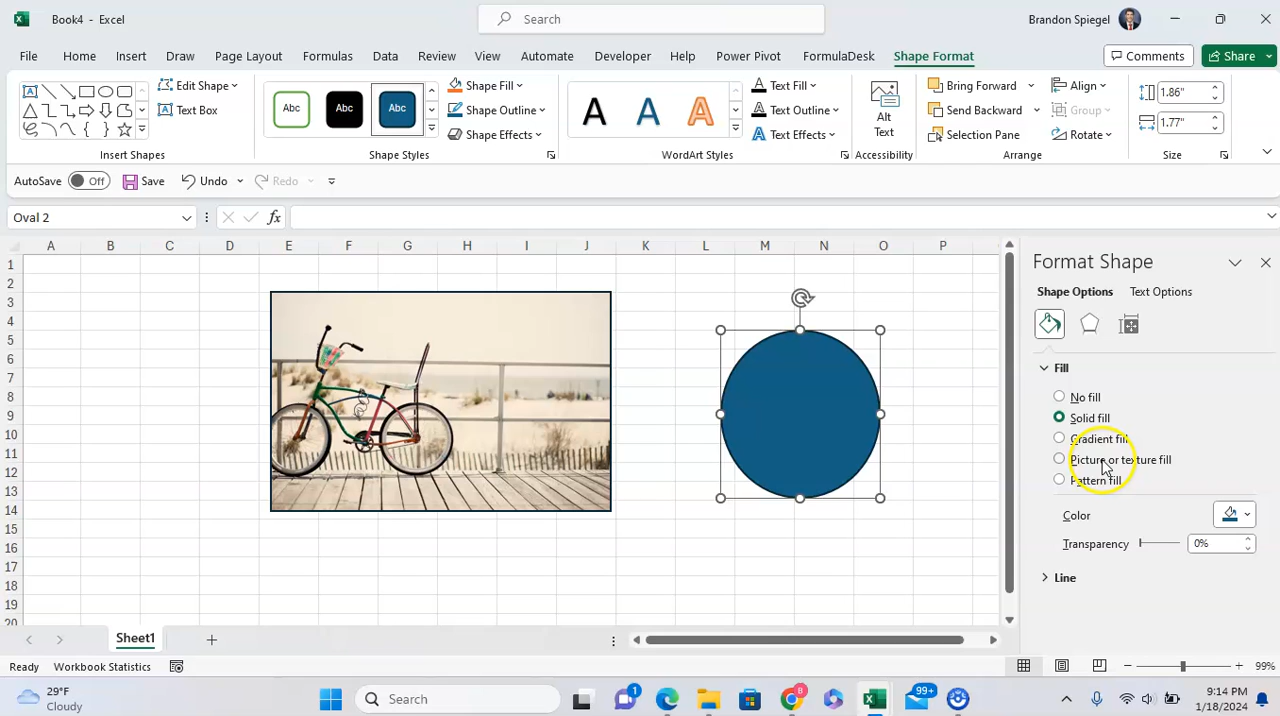 Book4 - Excel
Search
Brandon Spiegel
File Home Insert Draw Page Layout Formulas Data Review View Automate Developer Help Power Pivot FormulaDesk Shape Format Comments Share
Edit Shape
Text Box
Insert Shapes
Abc Abc Abc
Shape Fill
Shape Outline
Shape Effects
Shape Styles
A A A
Text Fill
Text Outline
Text Effects
WordArt Styles
Alt Text
Accessibility
Bring Forward
Send Backward
Selection Pane
Align
Group
Rotate
Arrange
1.86"
1.77"
Size
AutoSave Off Save Undo Redo
Oval 2 fx
A B C D E F G H I J K L M N O P
1
2
3
4
5
6
7
8
9
10
11
12
13
14
15
16
17
18
19
20
Format Shape
Shape Options Text Options
Fill
No fill
Solid fill
Gradient fill
Picture or texture fill
Pattern fill
Color
Transparency 0%
Line
Sheet1
Ready Workbook Statistics 99%
29°F
Cloudy
Search
1
8
99+
9:14 PM
1/18/2024